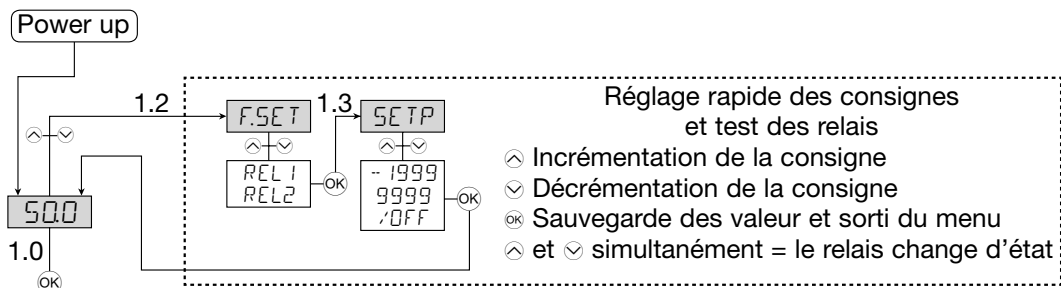 Power up
1.2
F.SET
1.3
SETP
Réglage rapide des consignes
et test des relais
Incrémentation de la consigne
Décrémentation de la consigne
OK Sauvegarde des valeur et sorti du menu
et simultanément = le relais change d'état
REL1
REL2
OK
-1999
9999
/OFF
OK
50.0
1.0
OK